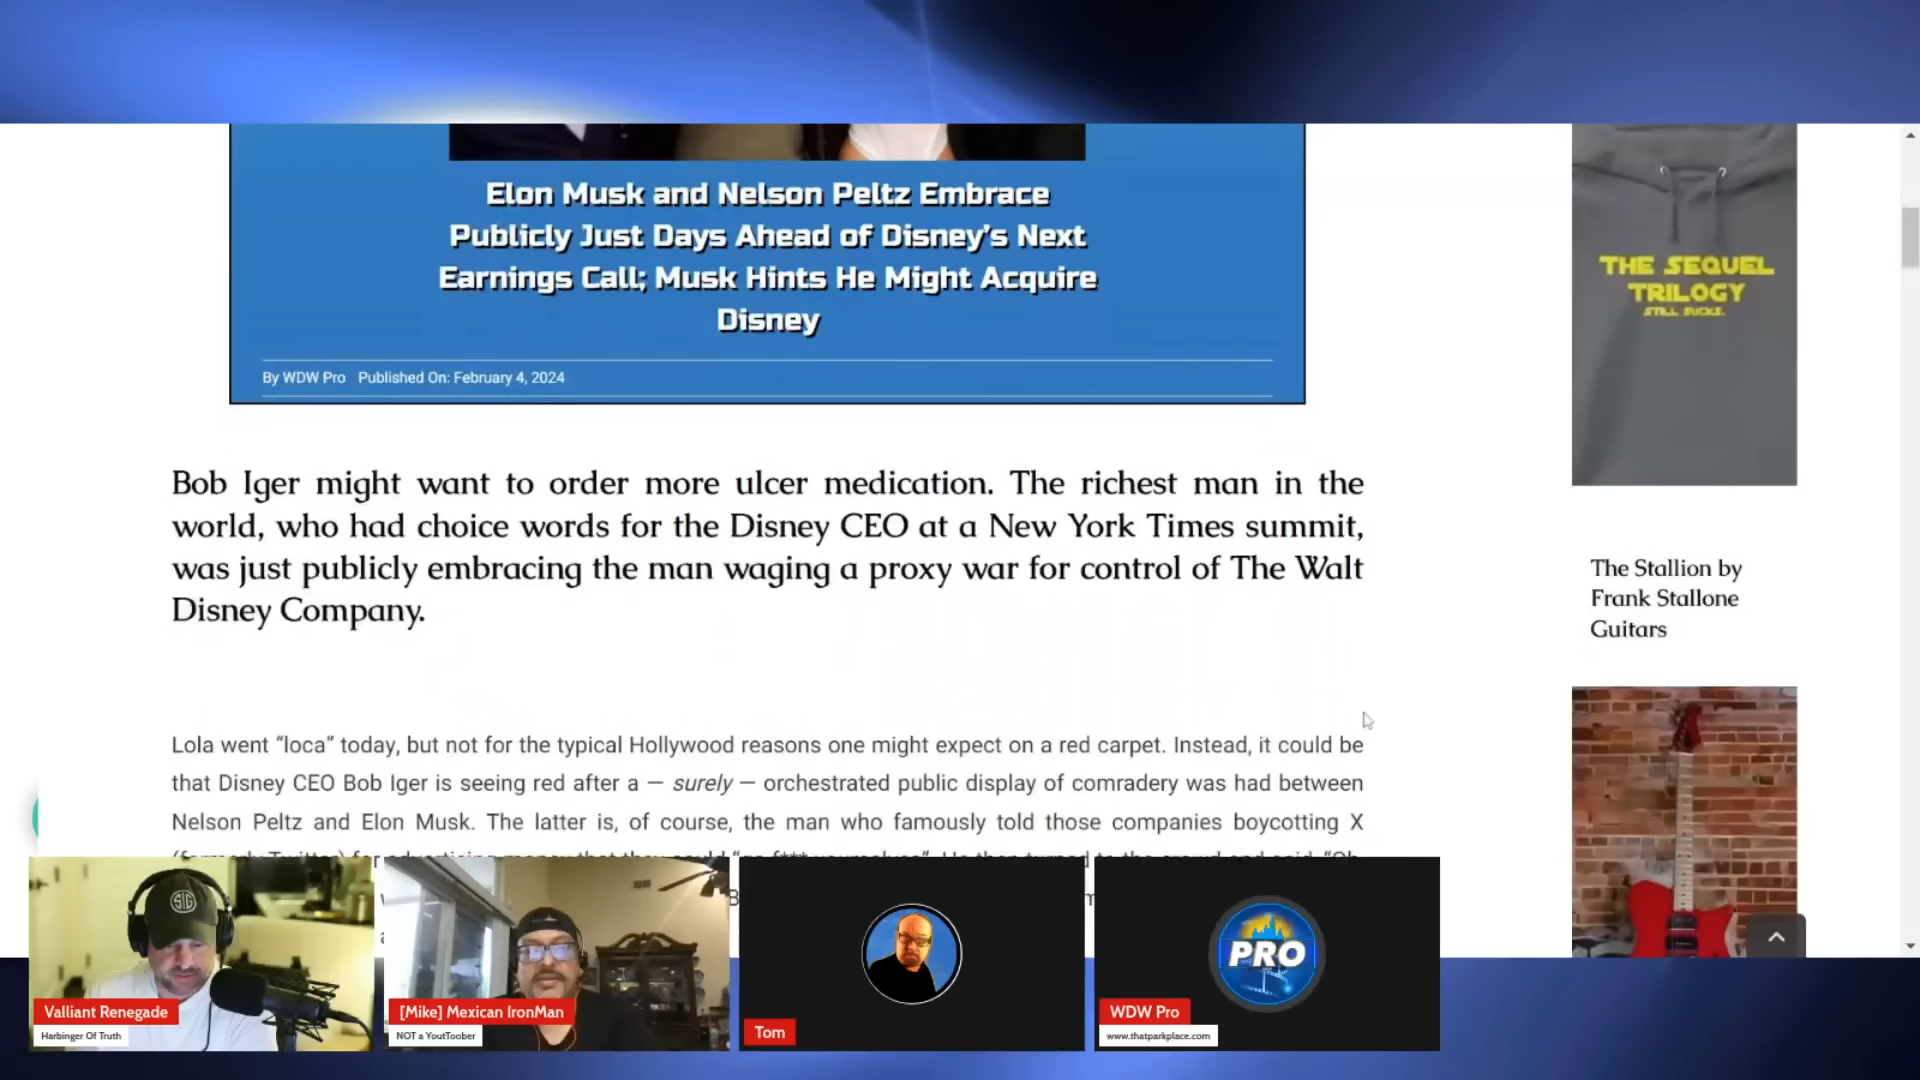 Elon Musk and Nelson Peltz Embrace
Publicly Just Days Ahead of Disney's Next
Earnings Call; Musk Hints He Might Acquire
Disney
By WDW Pro Published On: February 4, 2024
Bob Iger might want to order more ulcer medication. The richest man in the
world, who had choice words for the Disney CEO at a New York Times summit,
was just publicly embracing the man waging a proxy war for control of The Walt
Disney Company.
Lola went “loca” today, but not for the typical Hollywood reasons one might expect on a red carpet. Instead, it could be
that Disney CEO Bob Iger is seeing red after a — surely — orchestrated public display of comradery was had between
Nelson Peltz and Elon Musk. The latter is, of course, the man who famously told those companies boycotting X
THE SEQUEL
TRILOGY
STILL SUCKS.
The Stallion by
Frank Stallone
Guitars
SIG
Valliant Renegade
Harbinger Of Truth
[Mike] Mexican IronMan
NOT a YoutToober
Tom
PRO
WDW Pro
www.thatparkplace.com